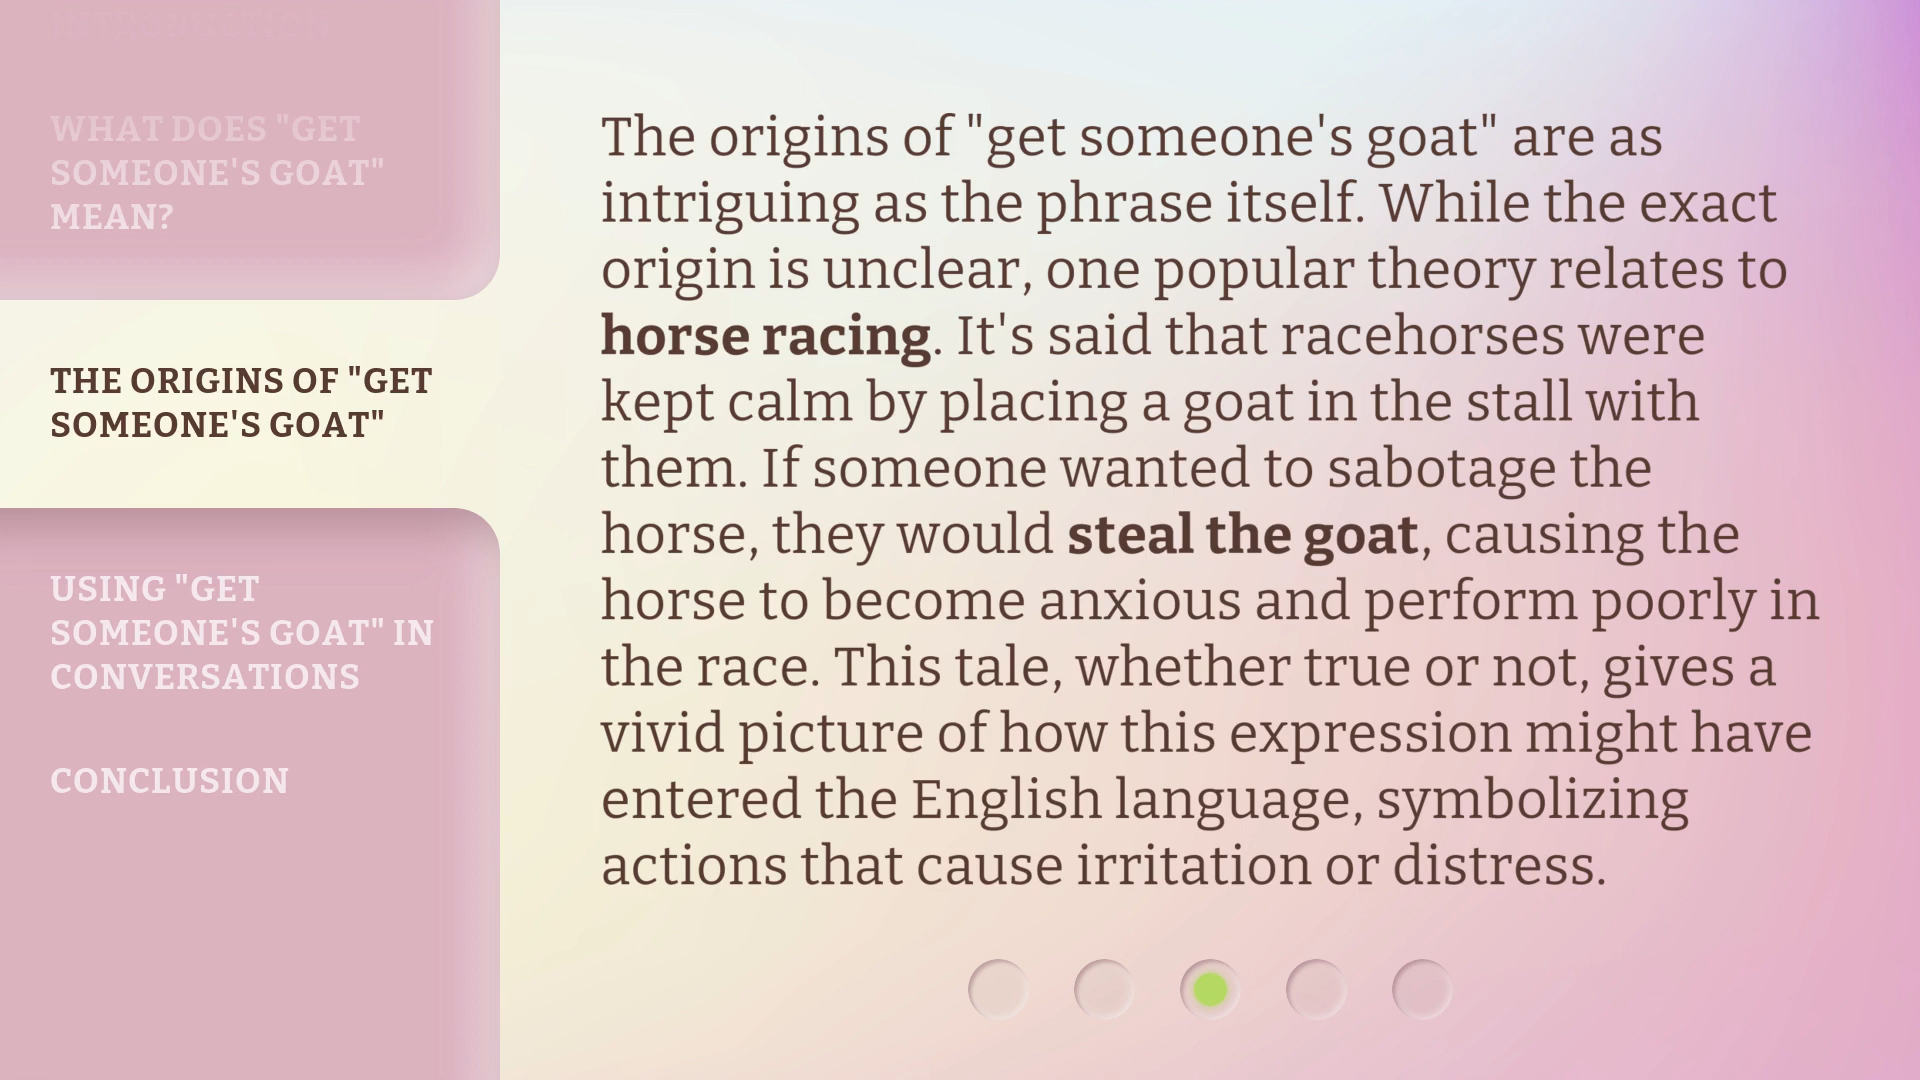 WHAT DOES "GET
SOMEONE'S GOAT"
MEAN?
THE ORIGINS OF "GET
SOMEONE'S GOAT"
USING "GET
SOMEONE'S GOAT" IN
CONVERSATIONS
CONCLUSION
The origins of "get someone's goat" are as
intriguing as the phrase itself. While the exact
origin is unclear, one popular theory relates to
horse racing. It's said that racehorses were
kept calm by placing a goat in the stall with
them. If someone wanted to sabotage the
horse, they would steal the goat, causing the
horse to become anxious and perform poorly in
the race. This tale, whether true or not, gives a
vivid picture of how this expression might have
entered the English language, symbolizing
actions that cause irritation or distress.